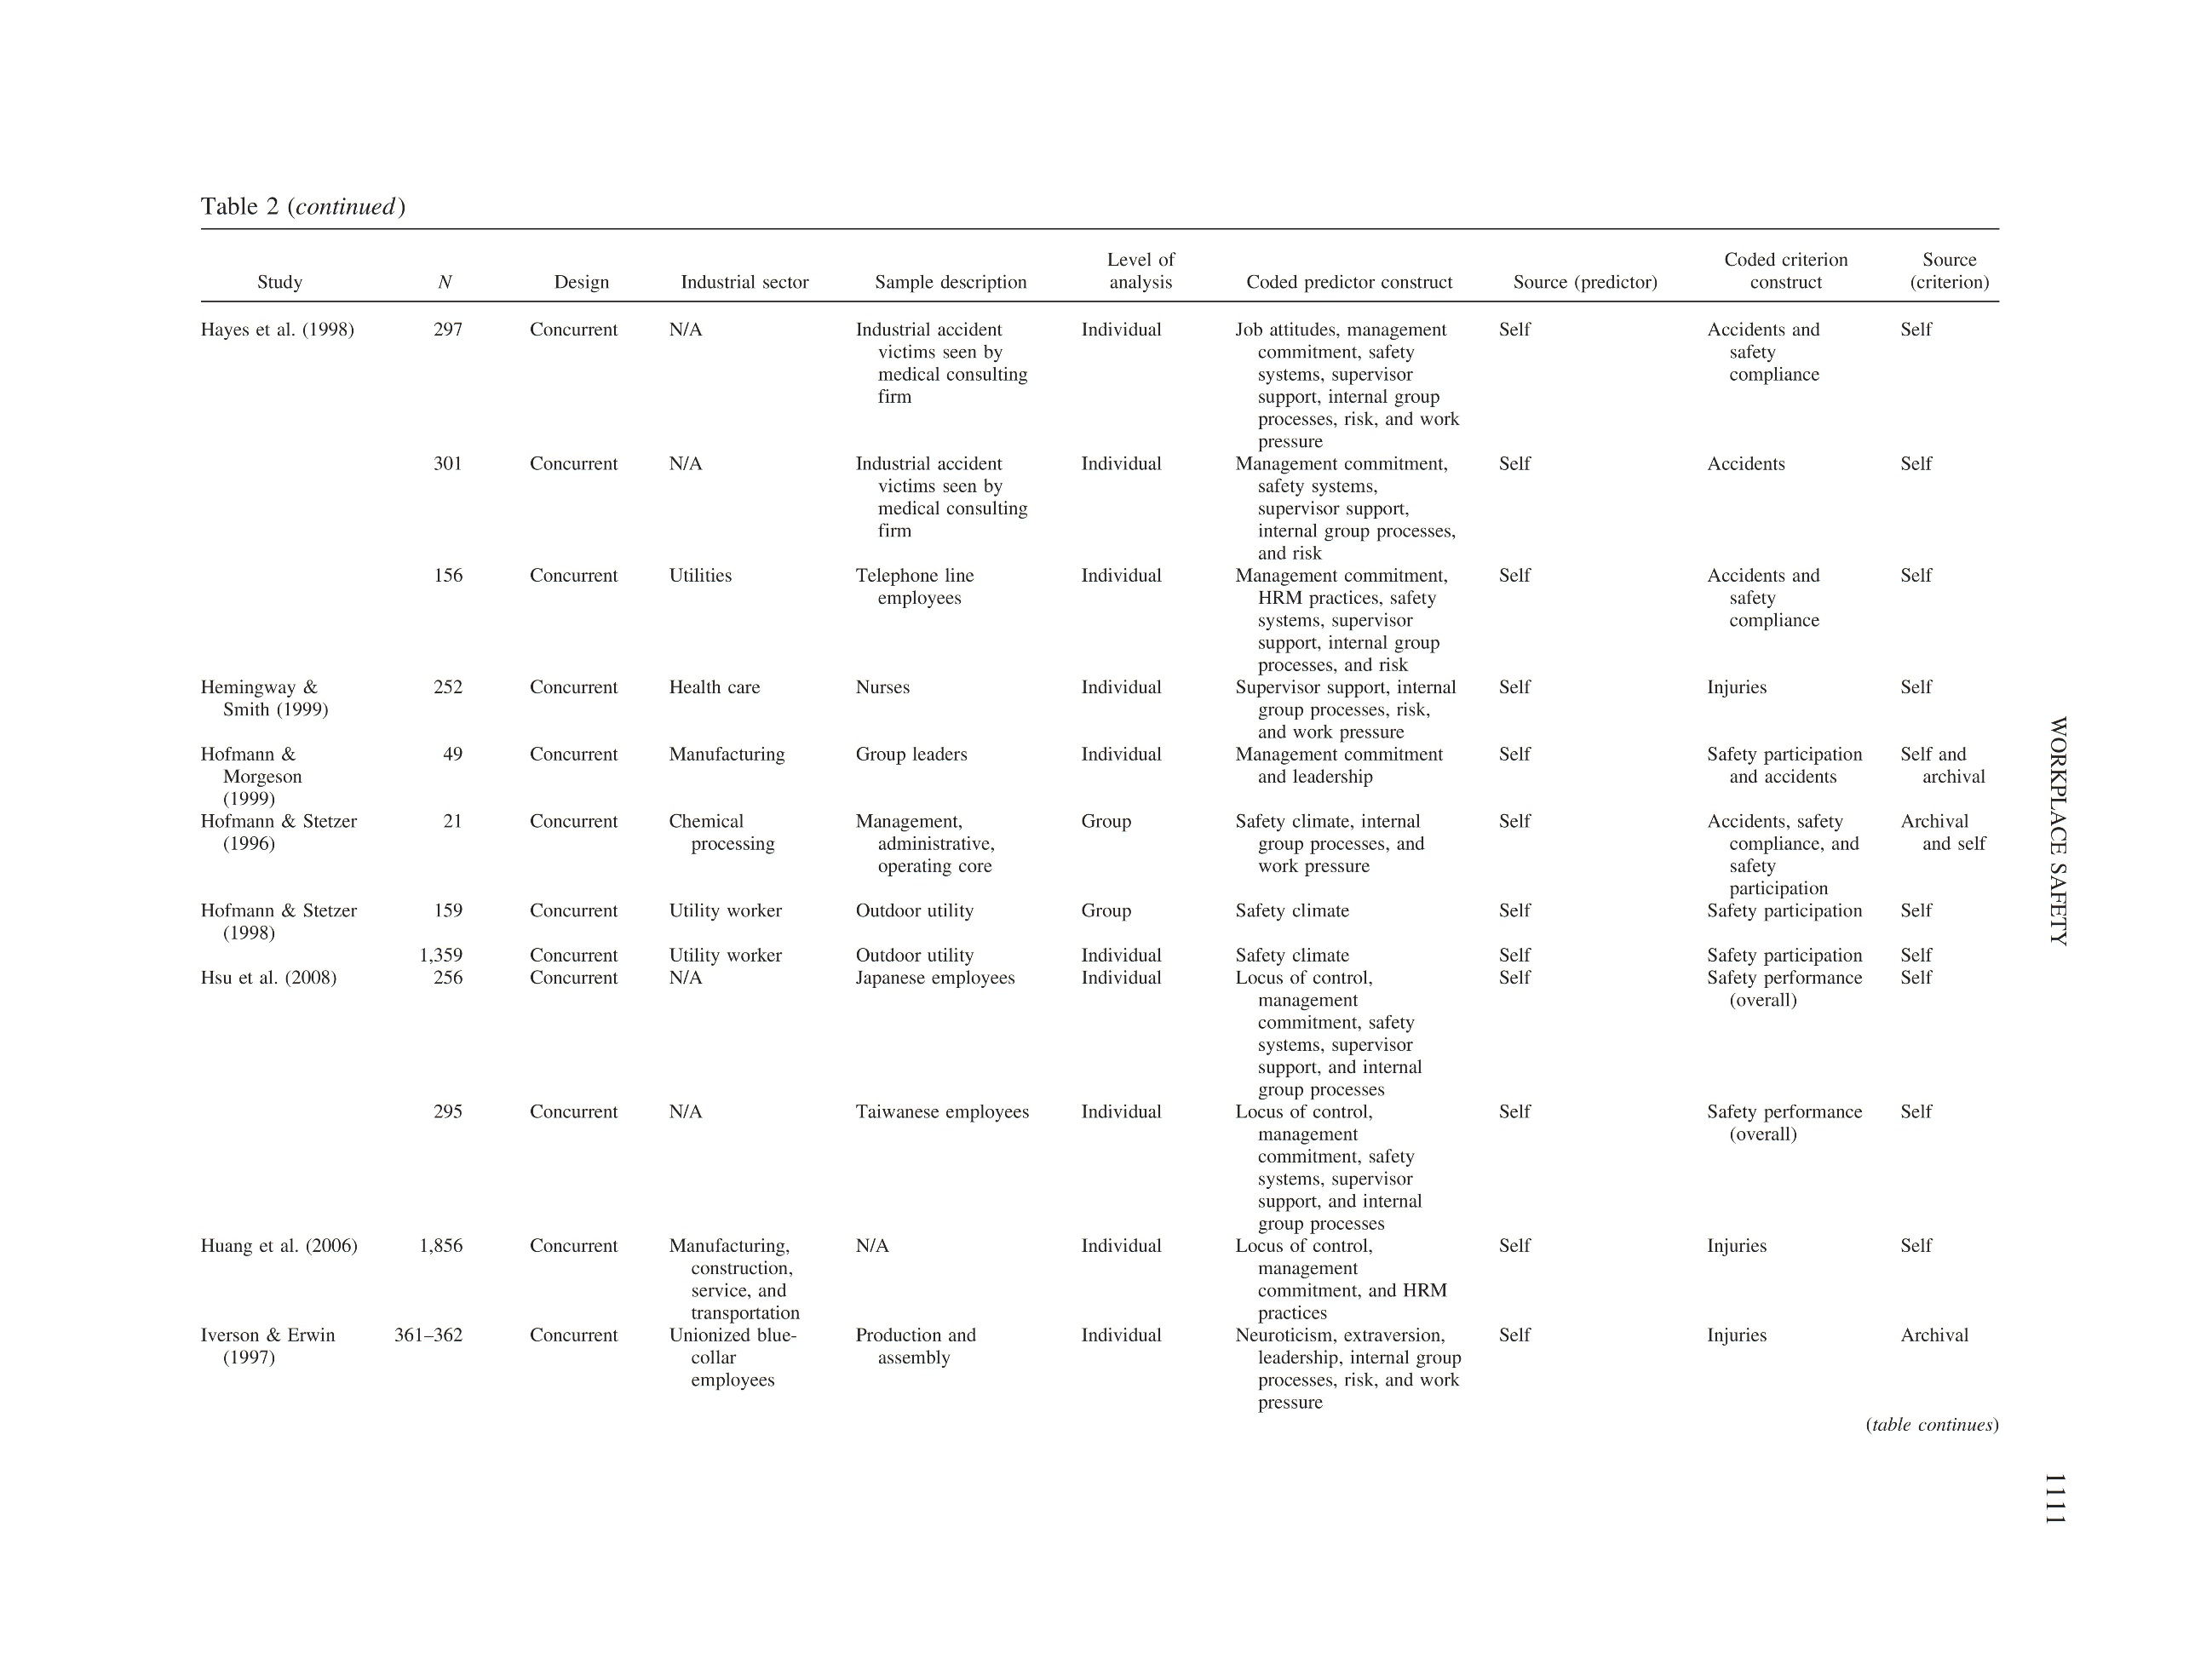 Table 2 (continued)
Study N Design Industrial sector Sample description Level of analysis Coded predictor construct Source (predictor) Coded criterion construct Source (criterion)
Hayes et al. (1998) 297 Concurrent N/A Industrial accident Individual Job attitudes, management Self Accidents and Self
victims seen by commitment, safety safety
medical consulting systems, supervisor compliance
firm support, internal group
processes, risk, and work
pressure
301 Concurrent N/A Industrial accident Individual Management commitment, Self Accidents Self
victims seen by safety systems,
medical consulting supervisor support,
firm internal group processes,
and risk
156 Concurrent Utilities Telephone line Individual Management commitment, Self Accidents and Self
employees HRM practices, safety safety
systems, supervisor compliance
support, internal group
processes, and risk
Hemingway & 252 Concurrent Health care Nurses Individual Supervisor support, internal Self Injuries Self
Smith (1999) group processes, risk,
and work pressure
Hofmann & 49 Concurrent Manufacturing Group leaders Individual Management commitment Self Safety participation Self and
Morgeson and leadership and accidents archival
(1999)
Hofmann & Stetzer 21 Concurrent Chemical Management, Group Safety climate, internal Self Accidents, safety Archival
(1996) processing administrative, group processes, and compliance, and and self
operating core work pressure safety
participation
Hofmann & Stetzer 159 Concurrent Utility worker Outdoor utility Group Safety climate Self Safety participation Self
(1998)
1,359 Concurrent Utility worker Outdoor utility Individual Safety climate Self Safety participation Self
Hsu et al. (2008) 256 Concurrent N/A Japanese employees Individual Locus of control, Self Safety performance Self
management (overall)
commitment, safety
systems, supervisor
support, and internal
group processes
295 Concurrent N/A Taiwanese employees Individual Locus of control, Self Safety performance Self
management (overall)
commitment, safety
systems, supervisor
support, and internal
group processes
Huang et al. (2006) 1,856 Concurrent Manufacturing, N/A Individual Locus of control, Self Injuries Self
construction, management
service, and commitment, and HRM
transportation practices
Iverson & Erwin 361–362 Concurrent Unionized blue- Production and Individual Neuroticism, extraversion, Self Injuries Archival
(1997) collar assembly leadership, internal group
employees processes, risk, and work
pressure
(table continues)
WORKPLACE SAFETY
1111